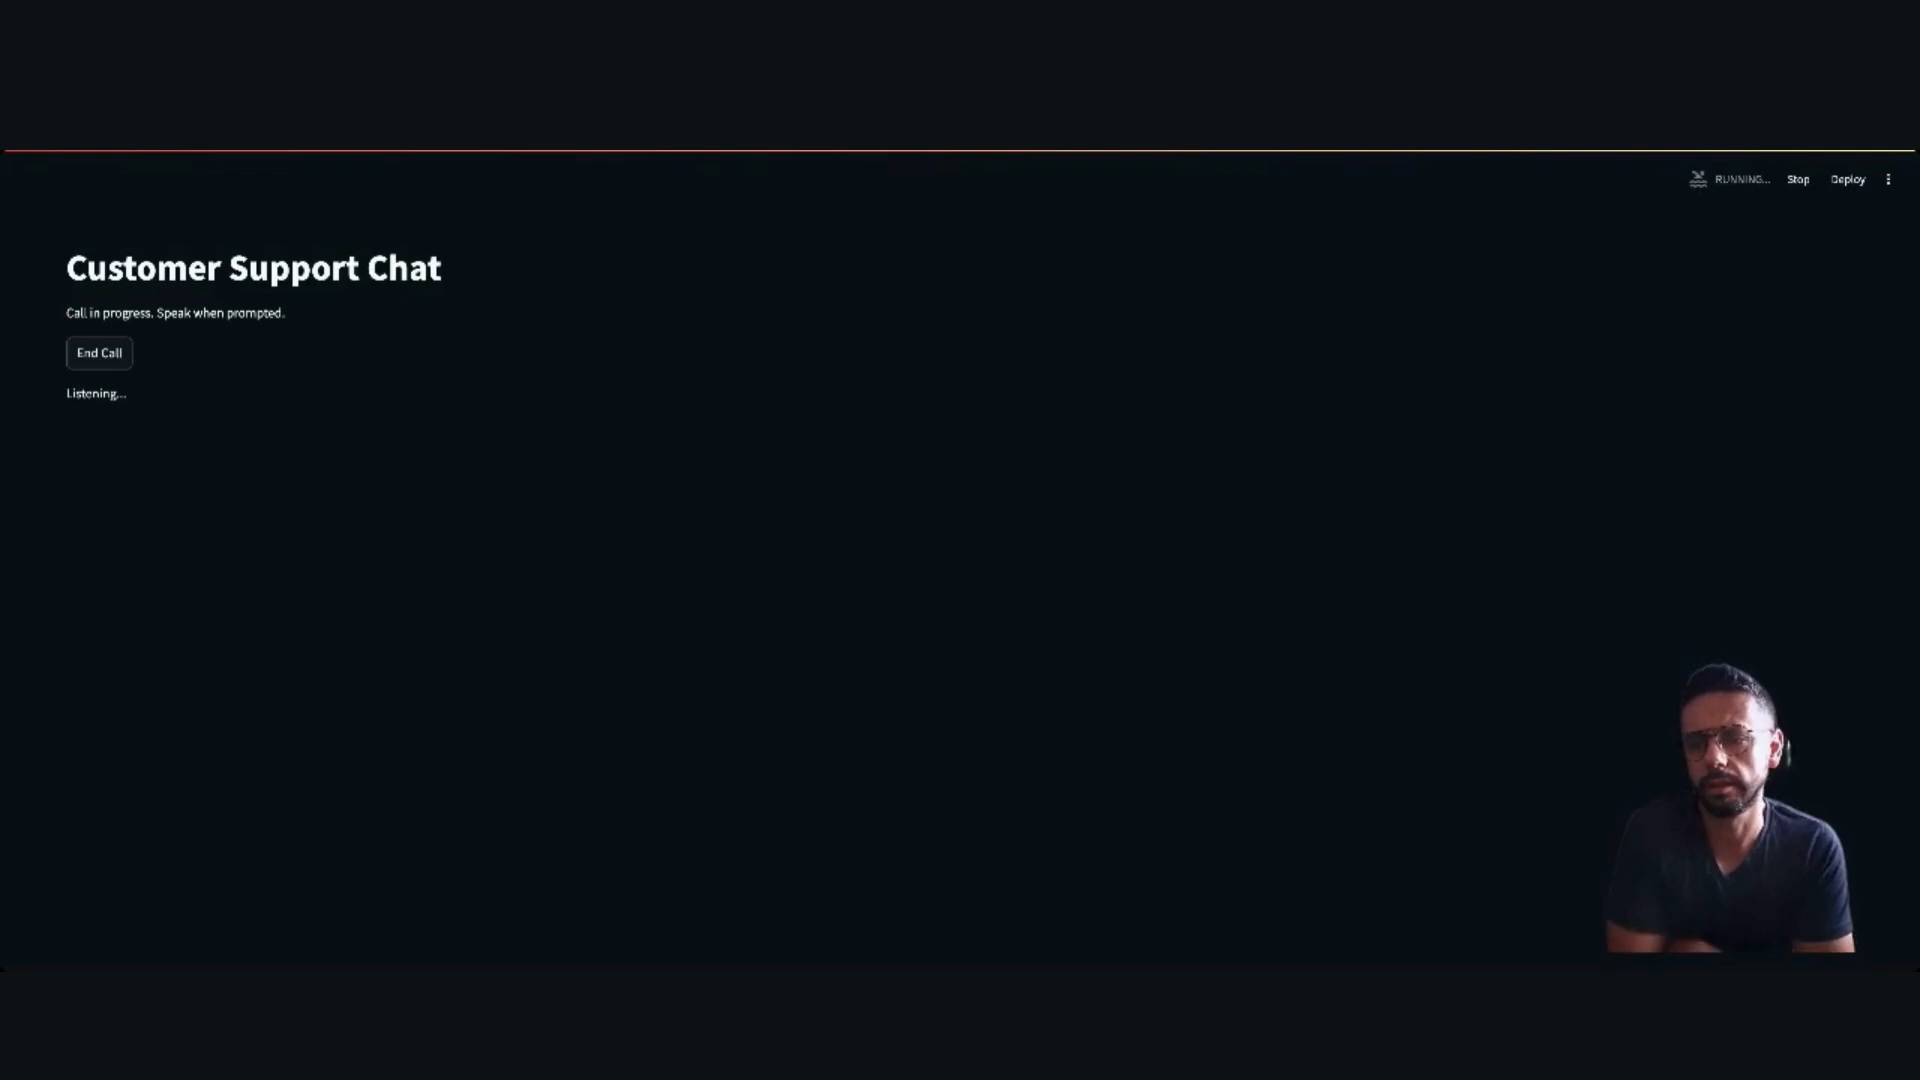 RUNNING... Stop Deploy
Customer Support Chat
Call in progress. Speak when prompted.
End Call
Listening...